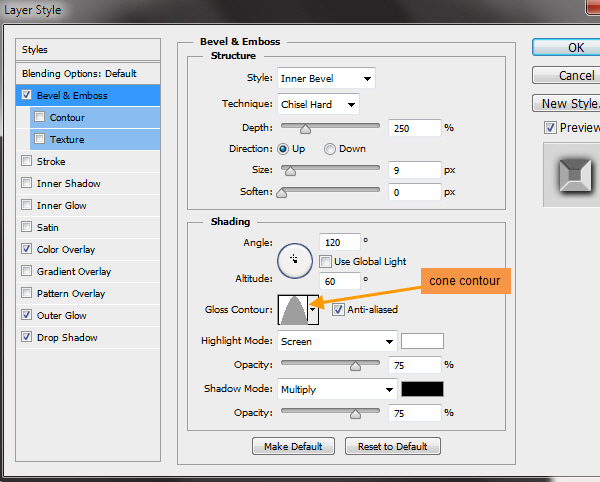 Layer Style
Styles
Blending Options: Default
Bevel & Emboss
Contour
Texture
Stroke
Inner Shadow
Inner Glow
Satin
Color Overlay
Gradient Overlay
Pattern Overlay
Outer Glow
Drop Shadow
Bevel & Emboss
Structure
Style: Inner Bevel
Technique: Chisel Hard
Depth: 250 %
Direction: Up Down
Size: 9 px
Soften: 0 px
Shading
Angle: 120 °
Use Global Light
Altitude: 60 °
cone contour
Gloss Contour: Anti-aliased
Highlight Mode: Screen
Opacity: 75 %
Shadow Mode: Multiply
Opacity: 75 %
Make Default Reset to Default
OK
Cancel
New Style...
Preview